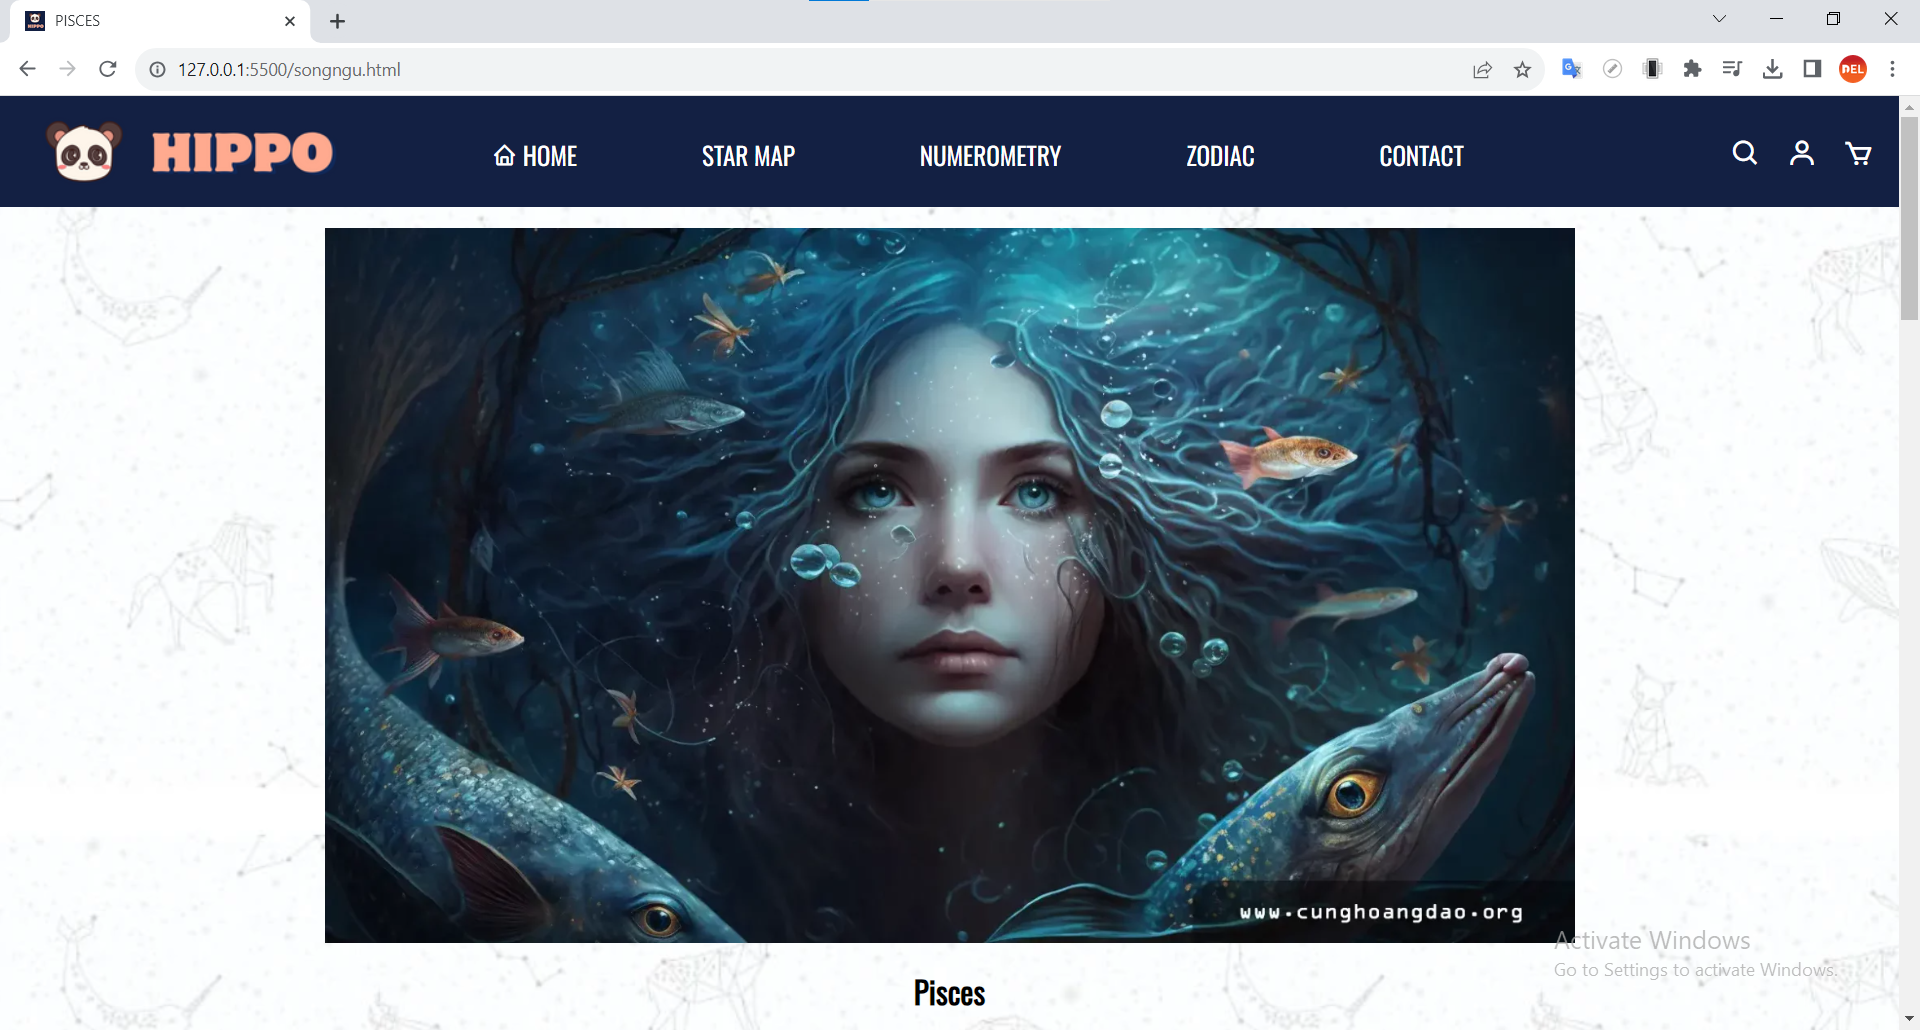 PISCES
127.0.0.1:5500/songngu.html
DEL
HIPPO
HOME
STAR MAP
NUMEROMETRY
ZODIAC
CONTACT
www.cunghoangdao.org
Activate Windows
Go to Settings to activate Windows.
Pisces